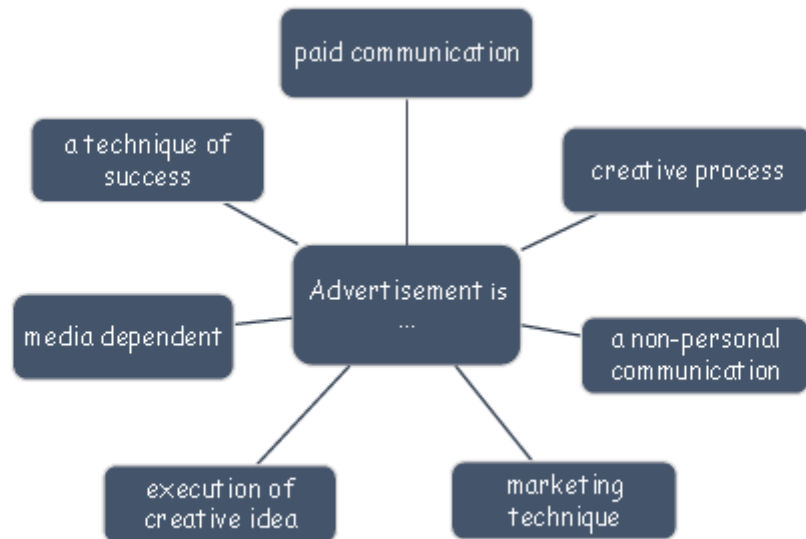 paid communication
a technique of
success
creative process
Advertisement is
...
media dependent
a non-personal
communication
execution of
creative idea
marketing
technique